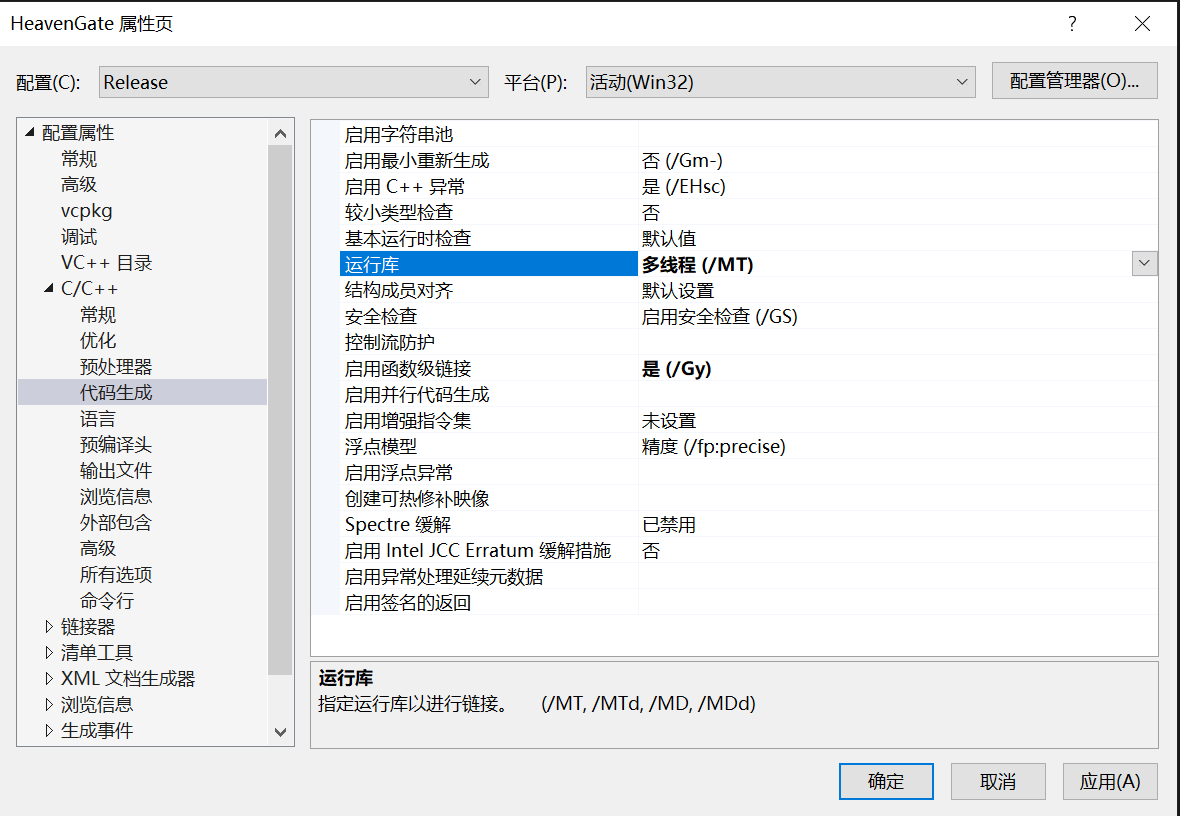 HeavenGate 属性页 ?
配置(C): Release 平台(P): 活动(Win32) 配置管理器(O)...
配置属性
常规
高级
vcpkg
调试
VC++ 目录
C/C++
常规
优化
预处理器
代码生成
语言
预编译头
输出文件
浏览信息
外部包含
高级
所有选项
命令行
链接器
清单工具
XML 文档生成器
浏览信息
生成事件
启用字符串池
启用最小重新生成 否 (/Gm-)
启用 C++ 异常 是 (/EHsc)
较小类型检查 否
基本运行时检查 默认值
运行库 多线程 (/MT)
结构成员对齐 默认设置
安全检查 启用安全检查 (/GS)
控制流防护
启用函数级链接 是 (/Gy)
启用并行代码生成
启用增强指令集 未设置
浮点模型 精度 (/fp:precise)
启用浮点异常
创建可热修补映像
Spectre 缓解 已禁用
启用 Intel JCC Erratum 缓解措施 否
启用异常处理延续元数据
启用签名的返回
运行库
指定运行库以进行链接。 (/MT, /MTd, /MD, /MDd)
确定 取消 应用(A)